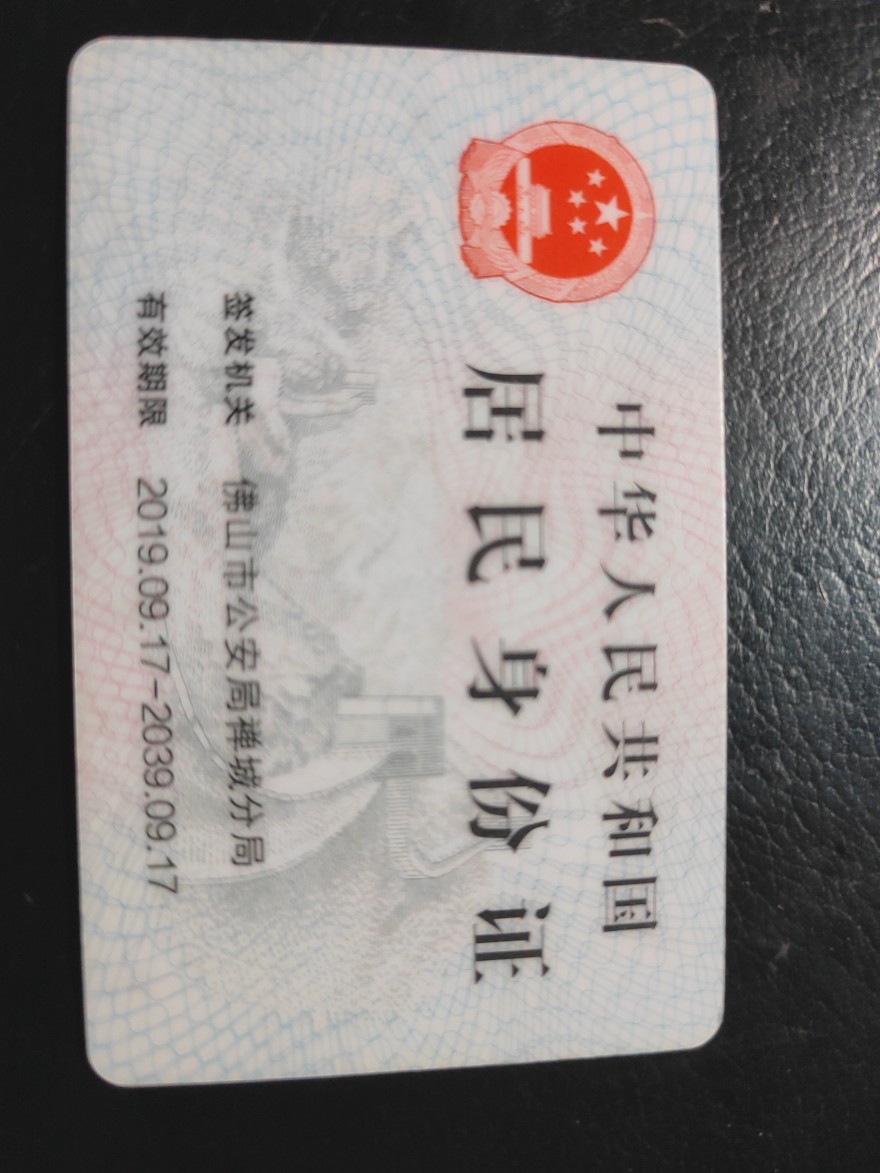 中华人民共和国
居民身份证
签发机关 佛山市公安局禅城分局
有效期限 2019.09.17-2039.09.17